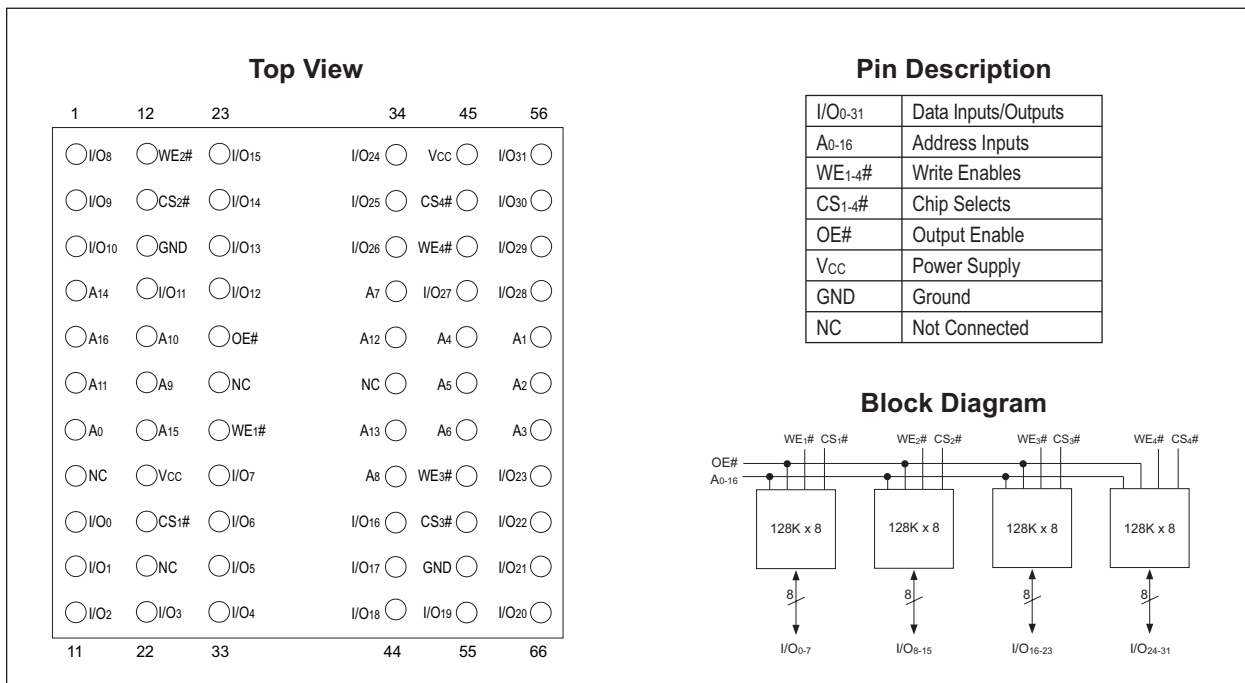 Top View
1 12 23 34 45 56
I/O8 WE2# I/O15 I/O24 VCC I/O31
I/O9 CS2# I/O14 I/O25 CS4# I/O30
I/O10 GND I/O13 I/O26 WE4# I/O29
A14 I/O11 I/O12 A7 I/O27 I/O28
A16 A10 OE# A12 A4 A1
A11 A9 NC NC A5 A2
A0 A15 WE1# A13 A6 A3
NC VCC I/O7 A8 WE3# I/O23
I/O0 CS1# I/O6 I/O16 CS3# I/O22
I/O1 NC I/O5 I/O17 GND I/O21
I/O2 I/O3 I/O4 I/O18 I/O19 I/O20
11 22 33 44 55 66
Pin Description
I/O0-31 Data Inputs/Outputs
A0-16 Address Inputs
WE1-4# Write Enables
CS1-4# Chip Selects
OE# Output Enable
VCC Power Supply
GND Ground
NC Not Connected
Block Diagram
WE1# CS1# WE2# CS2# WE3# CS3# WE4# CS4#
OE#
A0-16
128K x 8 128K x 8 128K x 8 128K x 8
8 8 8 8
I/O0-7 I/O8-15 I/O16-23 I/O24-31